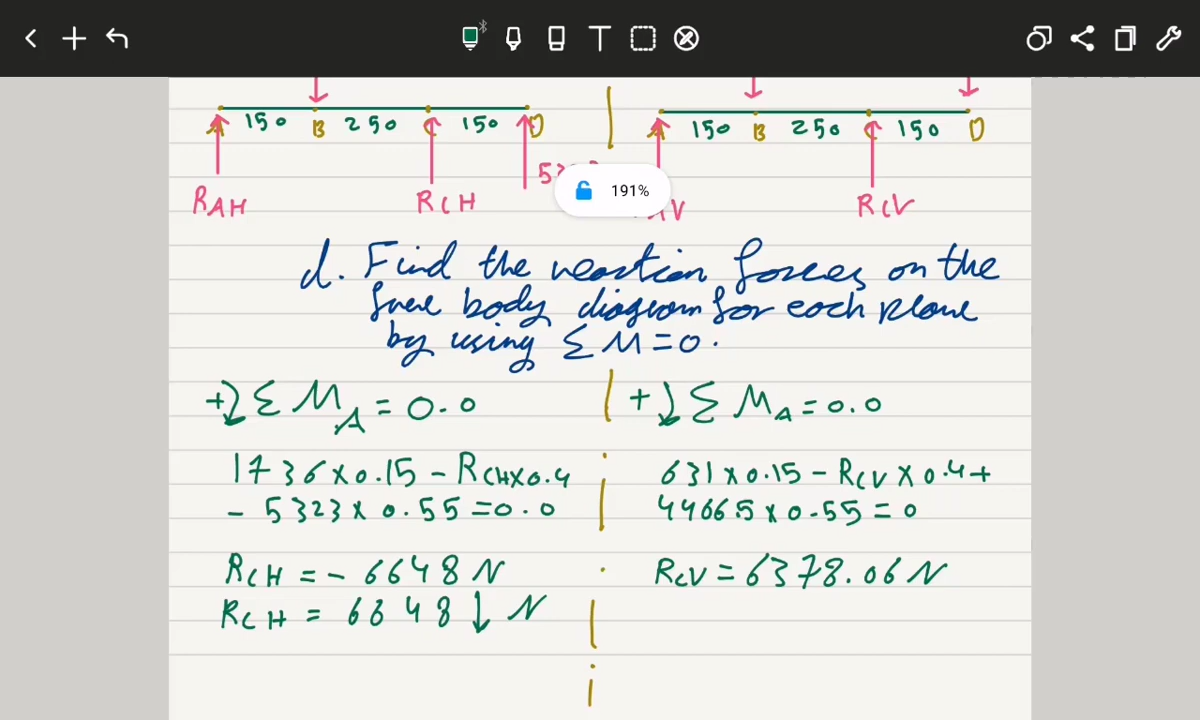 A 150 B 250 C 150 D
A 150 B 250 C 150 D
191%
RAH RCH
RCV
d. Find the reaction forces on the
free body diagram for each plane
by using Σ M = 0.
+ Σ MA = 0.0
1736 x 0.15 - RCH x 0.4
- 5323 x 0.55 = 0.0
RCH = - 6648 N
RCH = 6648 ↓ N
+ Σ MA = 0.0
631 x 0.15 - RCV x 0.4 +
4466.5 x 0.55 = 0
RCV = 6378.06 N